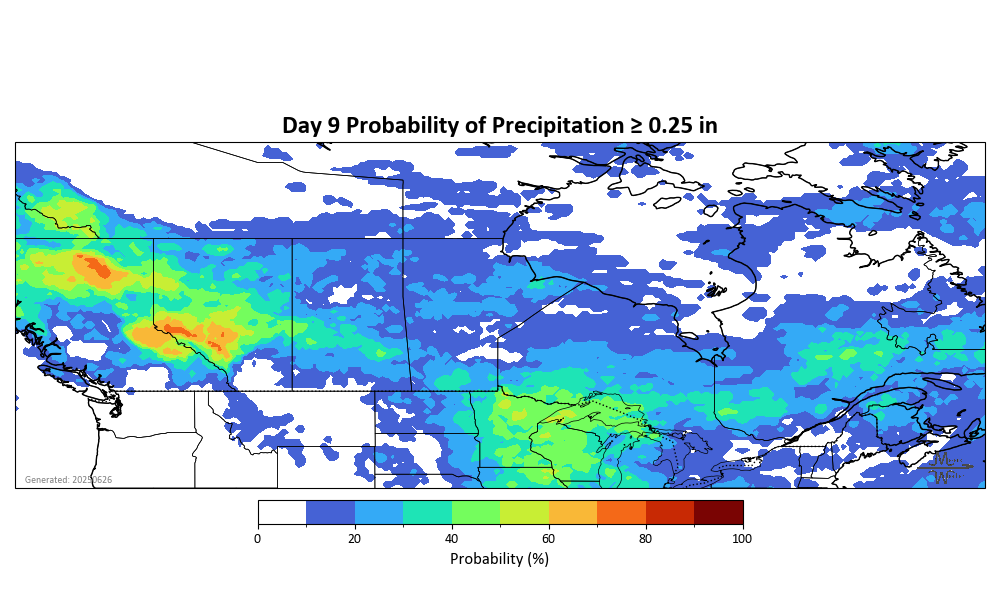 Day 9 Probability of Precipitation ≥ 0.25 in
Generated: 20250626
0 20 40 60 80 100
Probability (%)